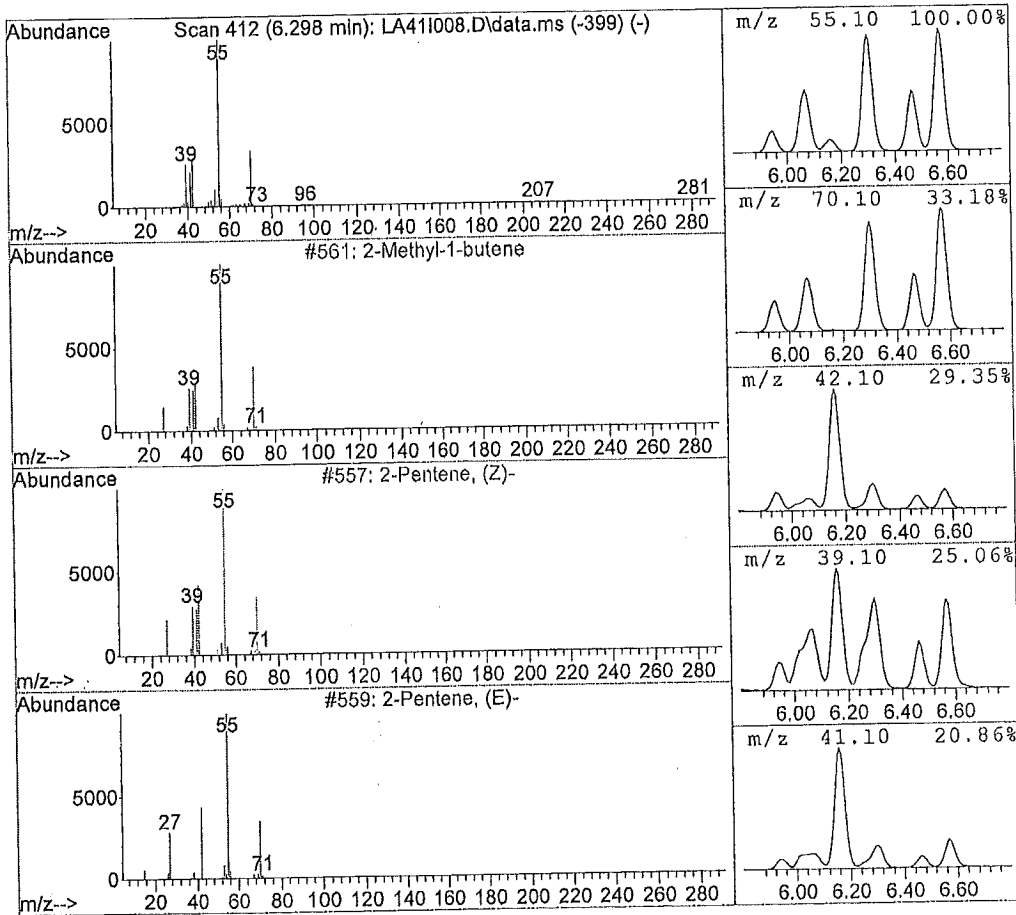 Abundance
Scan 412 (6.298 min): LA41I008.D\data.ms (-399) (-)
55
5000
39
73 96 207 281
0
m/z--> 20 40 60 80 100 120 140 160 180 200 220 240 260 280
Abundance
#561: 2-Methyl-1-butene
55
5000
39
71
0
m/z--> 20 40 60 80 100 120 140 160 180 200 220 240 260 280
Abundance
#557: 2-Pentene, (Z)-
55
5000
39
71
0
m/z--> 20 40 60 80 100 120 140 160 180 200 220 240 260 280
Abundance
#559: 2-Pentene, (E)-
55
5000
27
71
0
m/z--> 20 40 60 80 100 120 140 160 180 200 220 240 260 280
m/z 55.10 100.00%
6.00 6.20 6.40 6.60
m/z 70.10 33.18%
6.00 6.20 6.40 6.60
m/z 42.10 29.35%
6.00 6.20 6.40 6.60
m/z 39.10 25.06%
6.00 6.20 6.40 6.60
m/z 41.10 20.86%
6.00 6.20 6.40 6.60